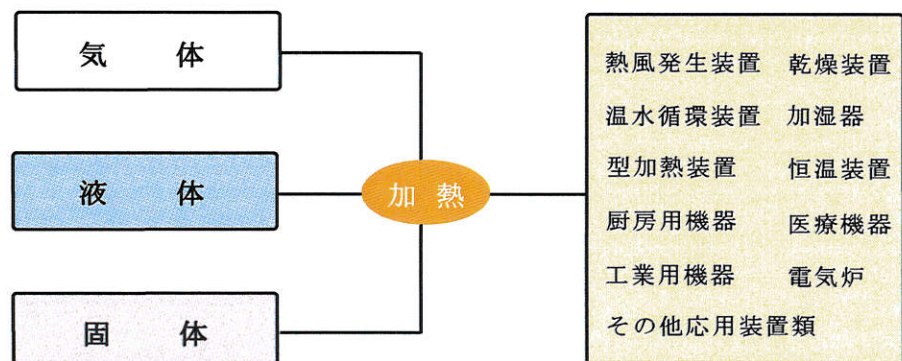 気 体
液 体
固 体
加 熱
熱風発生装置 乾燥装置
温水循環装置 加湿器
型加熱装置 恒温装置
厨房用機器 医療機器
工業用機器 電気炉
その他応用装置類